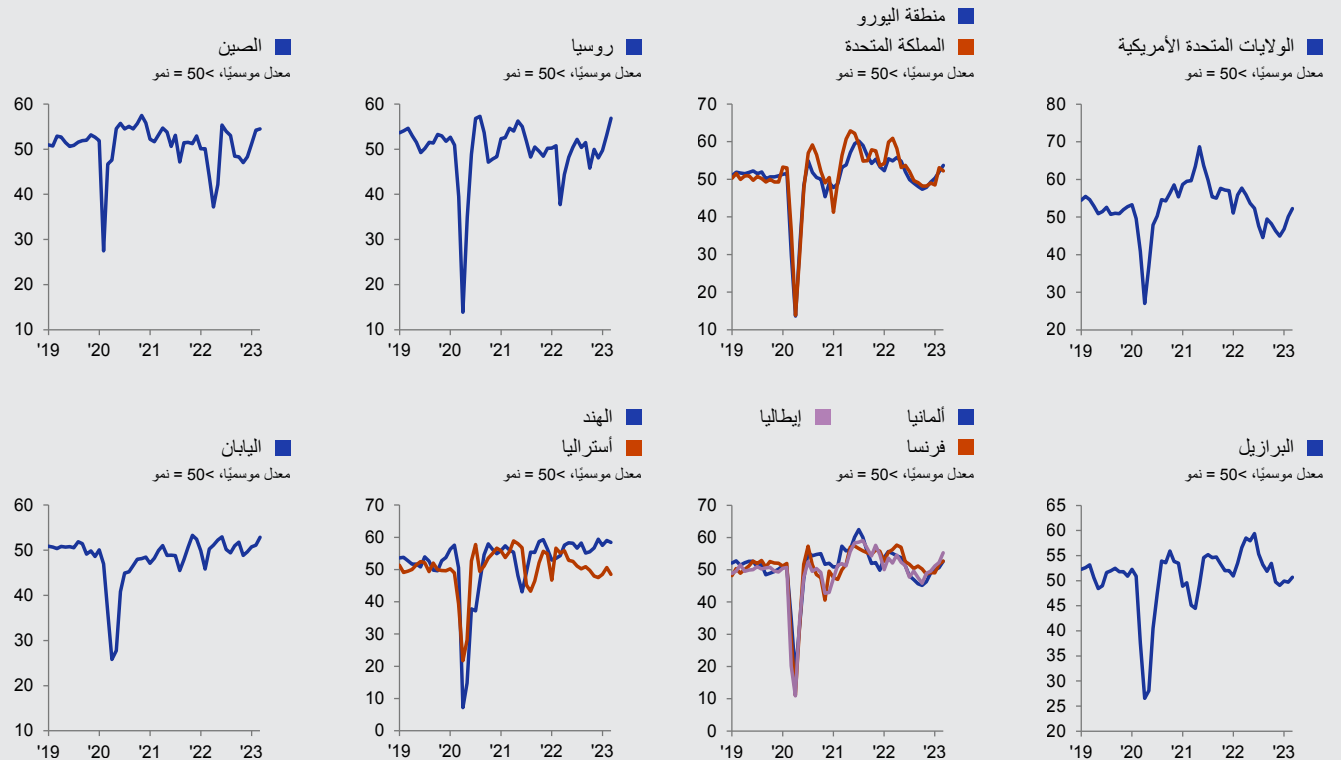 منطقة اليورو
الولايات المتحدة الأمريكية
المملكة المتحدة
روسيا
الصين
معدل موسميًا، >50 = نمو
معدل موسميًا، >50 = نمو
معدل موسميًا، >50 = نمو
معدل موسميًا، >50 = نمو
80
70
60
50
40
30
20
'19 '20 '21 '22 '23
70
60
50
40
30
20
10
'19 '20 '21 '22 '23
60
50
40
30
20
10
'19 '20 '21 '22 '23
60
50
40
30
20
10
'19 '20 '21 '22 '23
البرازيل
معدل موسميًا، >50 = نمو
65
60
55
50
45
40
35
30
25
20
'19 '20 '21 '22 '23
ألمانيا
إيطاليا
فرنسا
معدل موسميًا، >50 = نمو
70
60
50
40
30
20
10
0
'19 '20 '21 '22 '23
الهند
أستراليا
معدل موسميًا، >50 = نمو
70
60
50
40
30
20
10
0
'19 '20 '21 '22 '23
اليابان
معدل موسميًا، >50 = نمو
60
50
40
30
20
10
'19 '20 '21 '22 '23